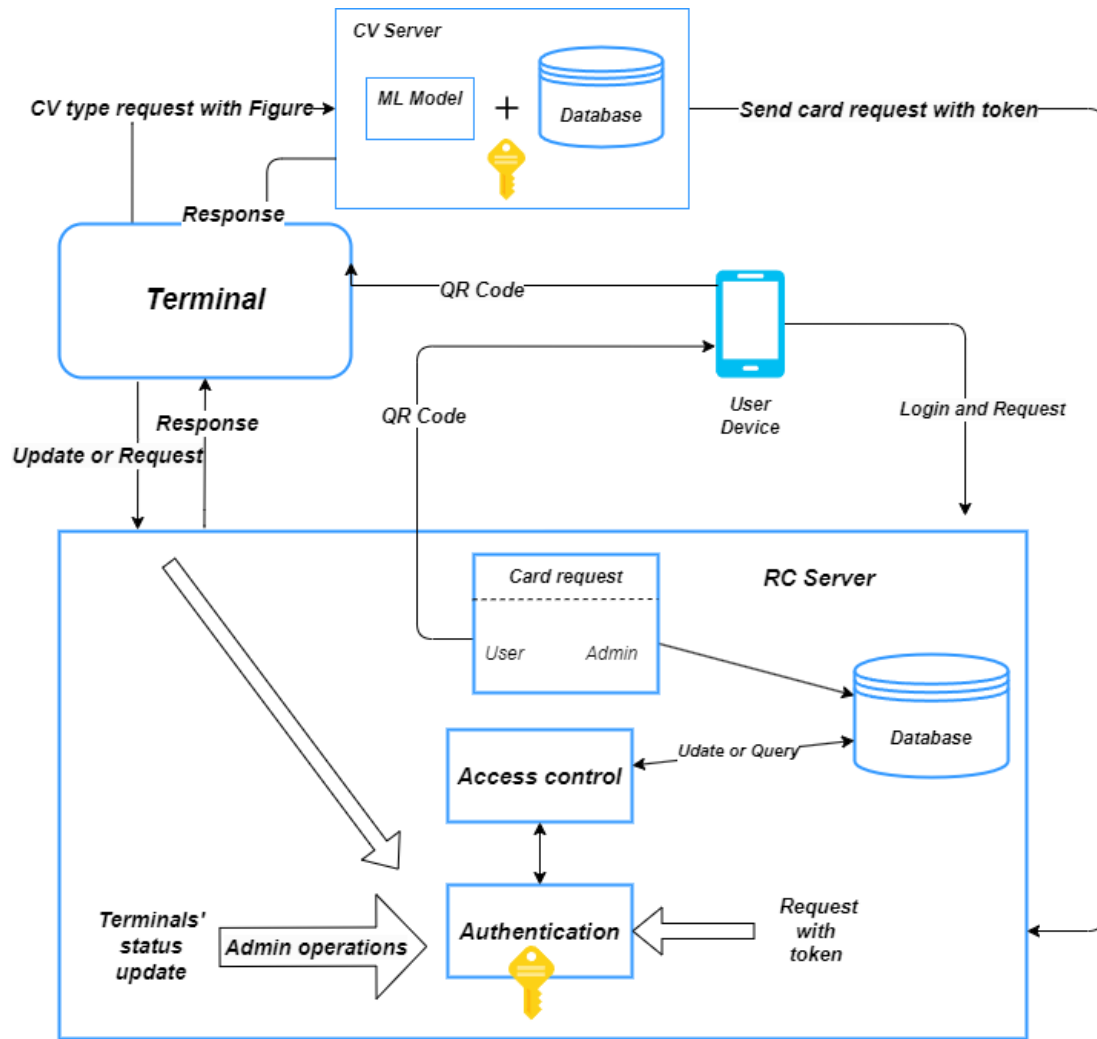 CV Server
ML Model
+
Database
CV type request with Figure
Send card request with token
Response
Terminal
QR Code
User
Device
QR Code
Login and Request
Response
Update or Request
Card request
User Admin
RC Server
Database
Udate or Query
Access control
Terminals'
status
update
Admin operations
Authentication
Request
with
token